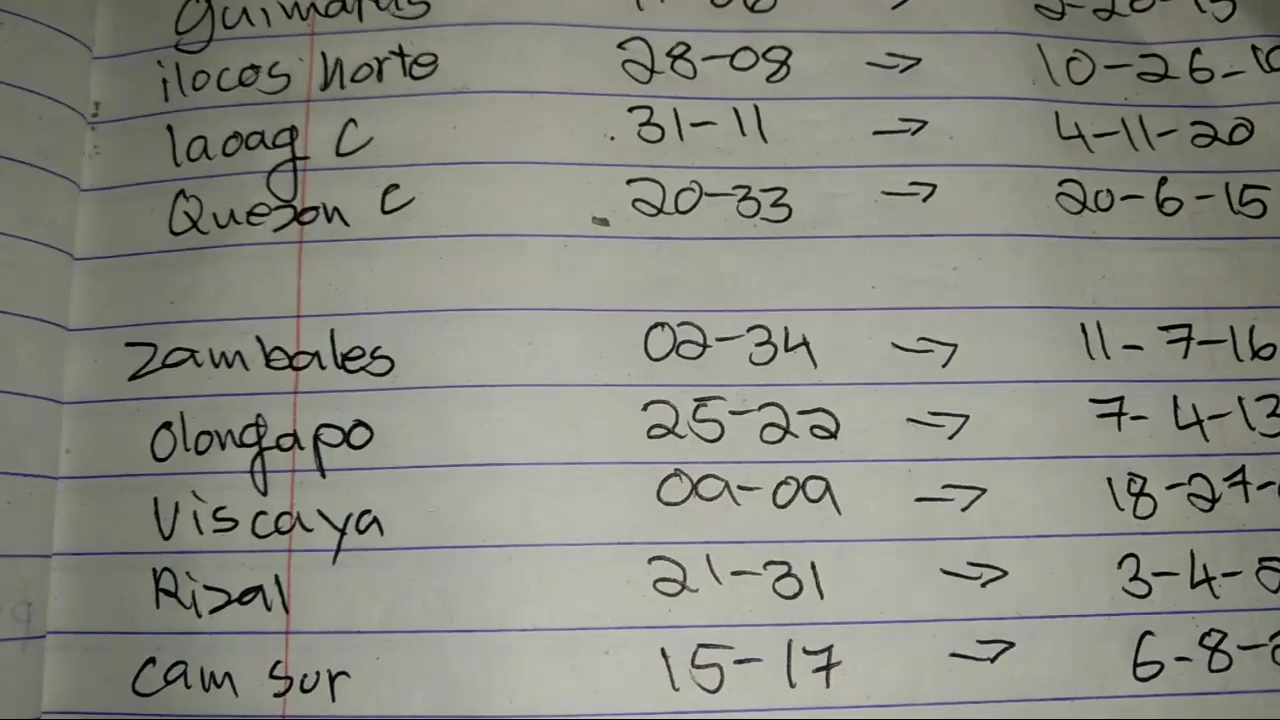 guimaras
ilocos norte 28-08 → 10-26-10
laoag C 31-11 → 4-11-20
Quezon C 20-33 → 20-6-15
Zambales 02-34 → 11-7-16
Olongapo 25-22 → 7-4-13
Viscaya 09-09 → 18-27-
Rizal 21-31 → 3-4-
cam sur 15-17 → 6-8-